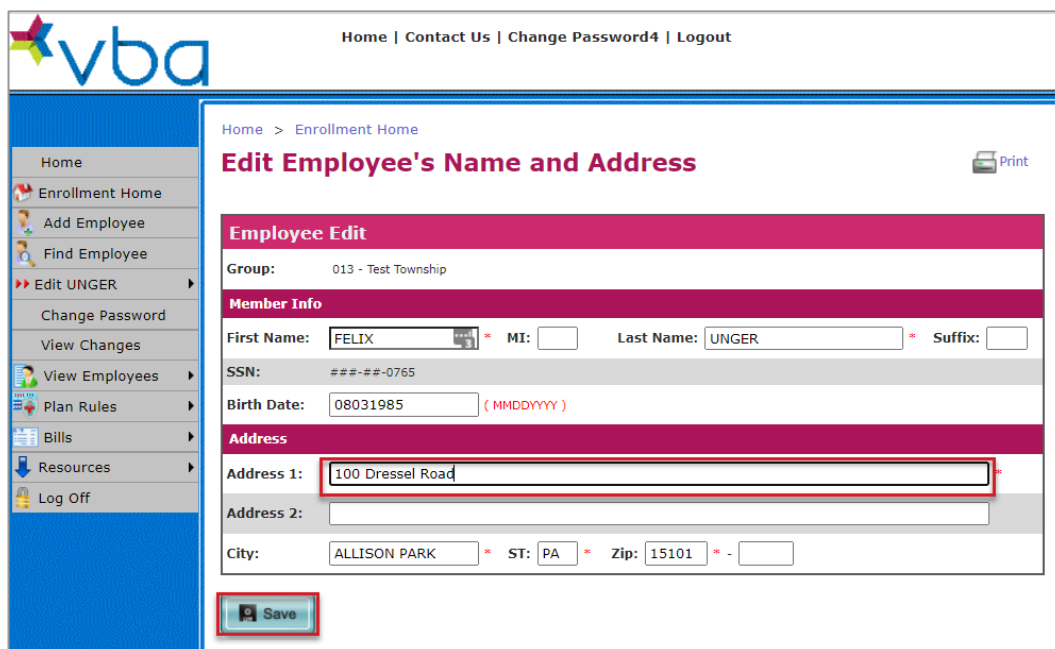 vba
Home | Contact Us | Change Password4 | Logout
Home > Enrollment Home
Edit Employee's Name and Address
Print
Home
Enrollment Home
Add Employee
Find Employee
Edit UNGER
Change Password
View Changes
View Employees
Plan Rules
Bills
Resources
Log Off
Employee Edit
Group: 013 - Test Township
Member Info
First Name: FELIX 3 * MI: Last Name: UNGER * Suffix:
SSN: ###-##-0765
Birth Date: 08031985 ( MMDDYYYY )
Address
Address 1: 100 Dressel Road *
Address 2:
City: ALLISON PARK * ST: PA * Zip: 15101 * -
Save